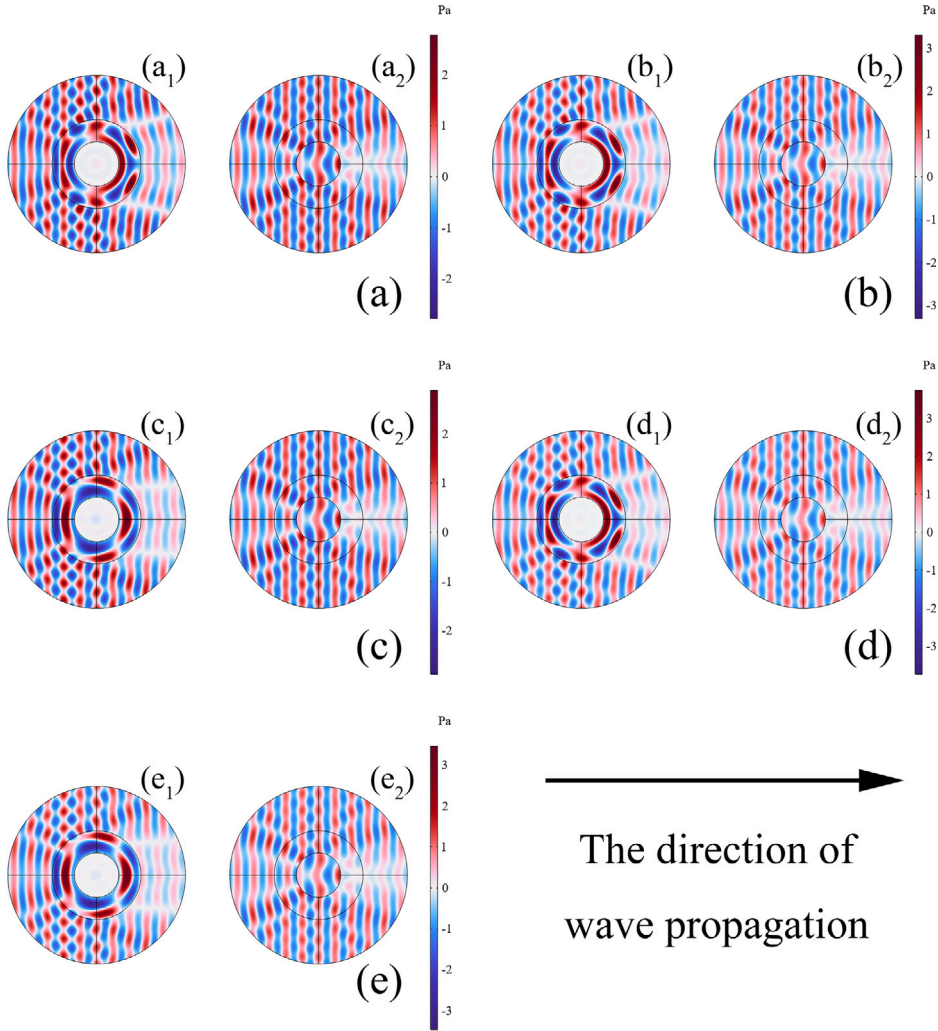 Pa
(a1)
(a2)
2
1
0
-1
-2
(a)
Pa
(b1)
(b2)
3
2
1
0
-1
-2
-3
(b)
Pa
(c1)
(c2)
2
1
0
-1
-2
(c)
Pa
(d1)
(d2)
3
2
1
0
-1
-2
-3
(d)
Pa
(e1)
(e2)
3
2
1
0
-1
-2
-3
(e)
The direction of
wave propagation